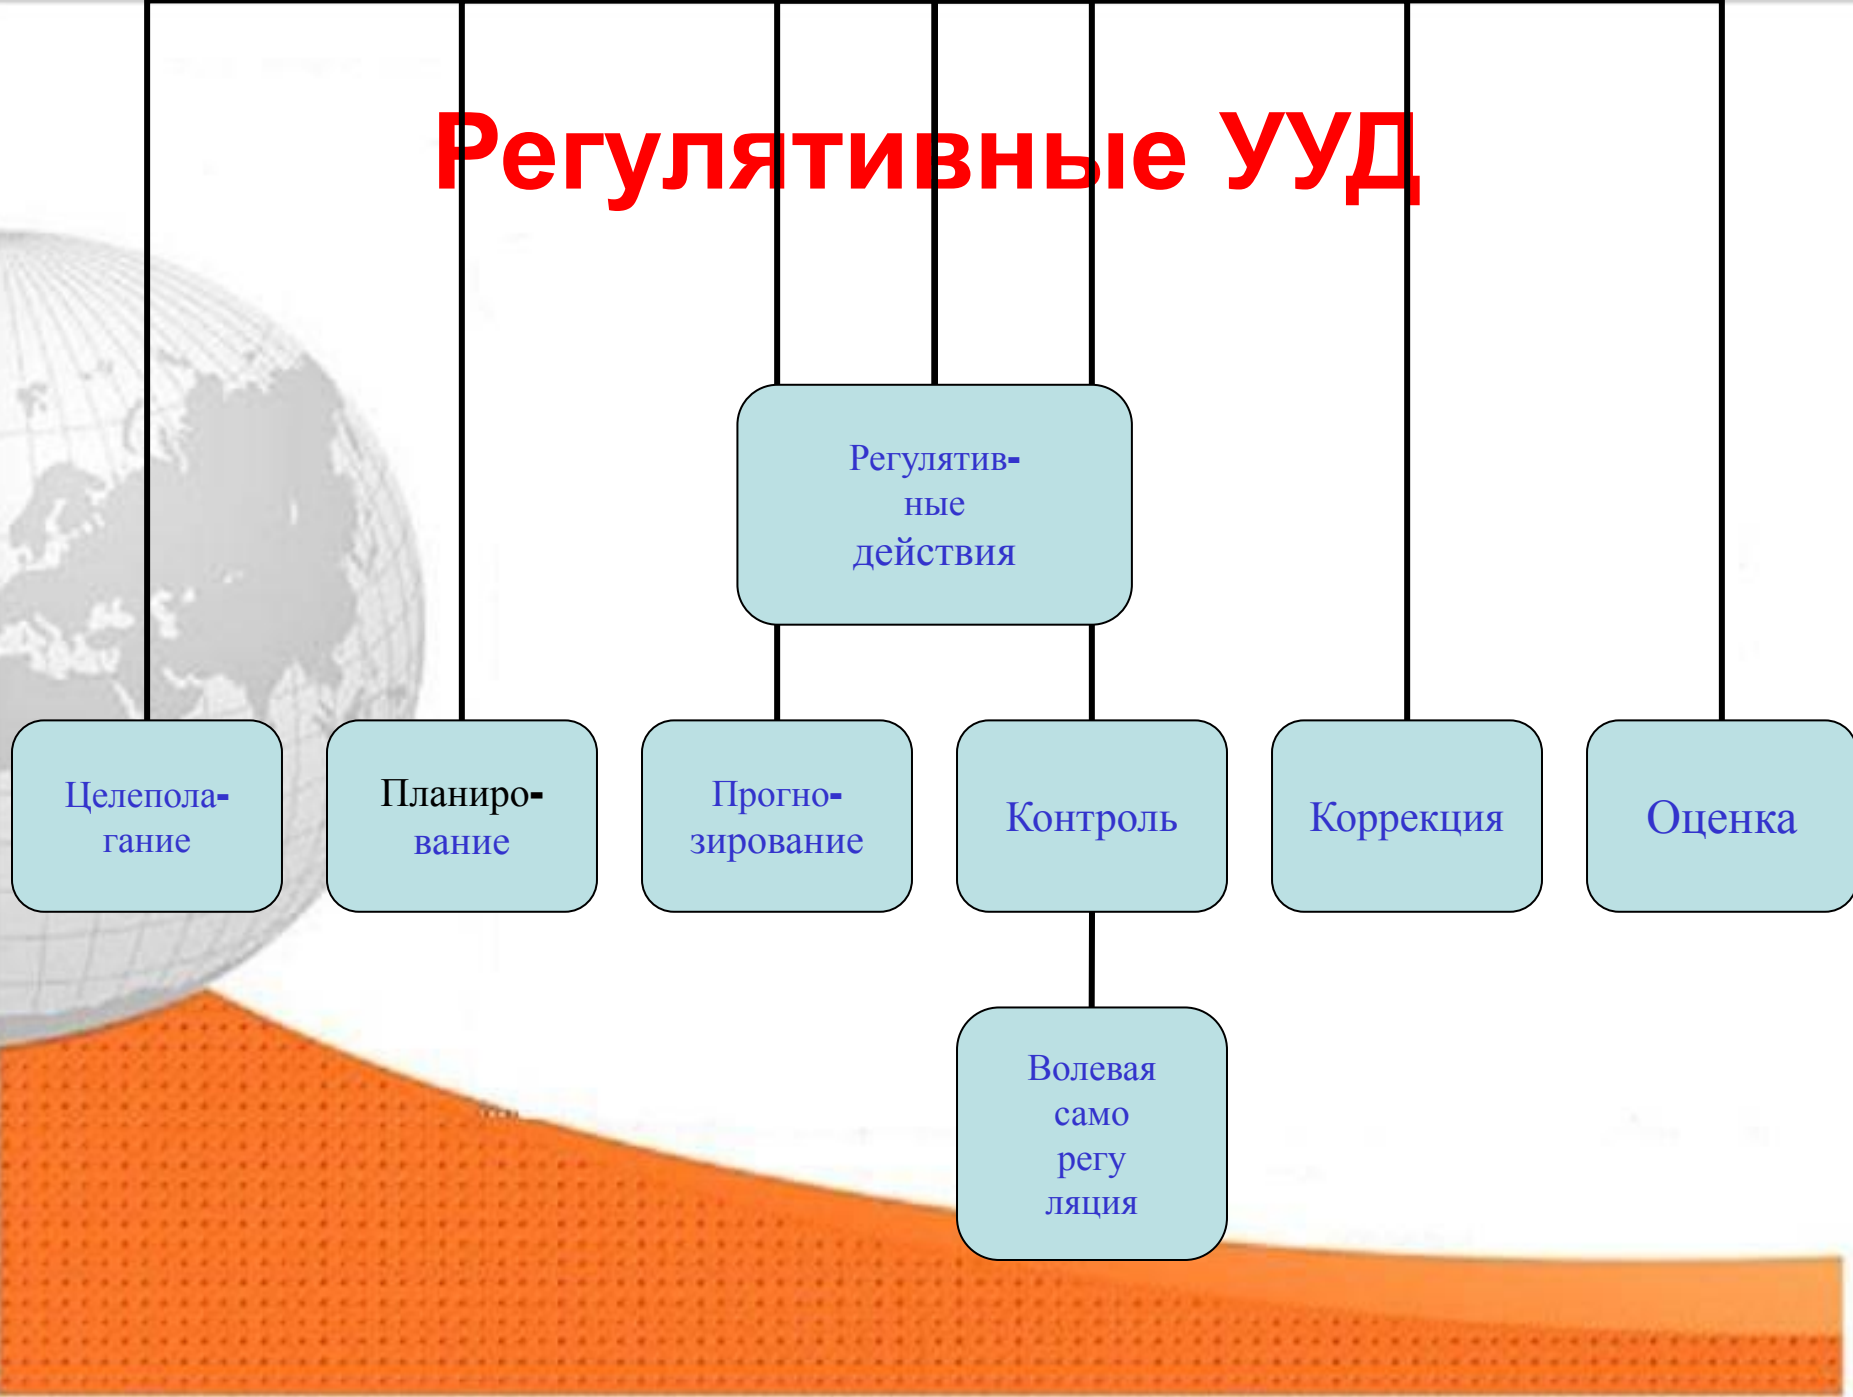 Регулятивные УУД
Регулятив-
ные
действия
Целепола-
гание
Планиро-
вание
Прогно-
зирование
Контроль
Коррекция
Оценка
Волевая
само
регу
ляция